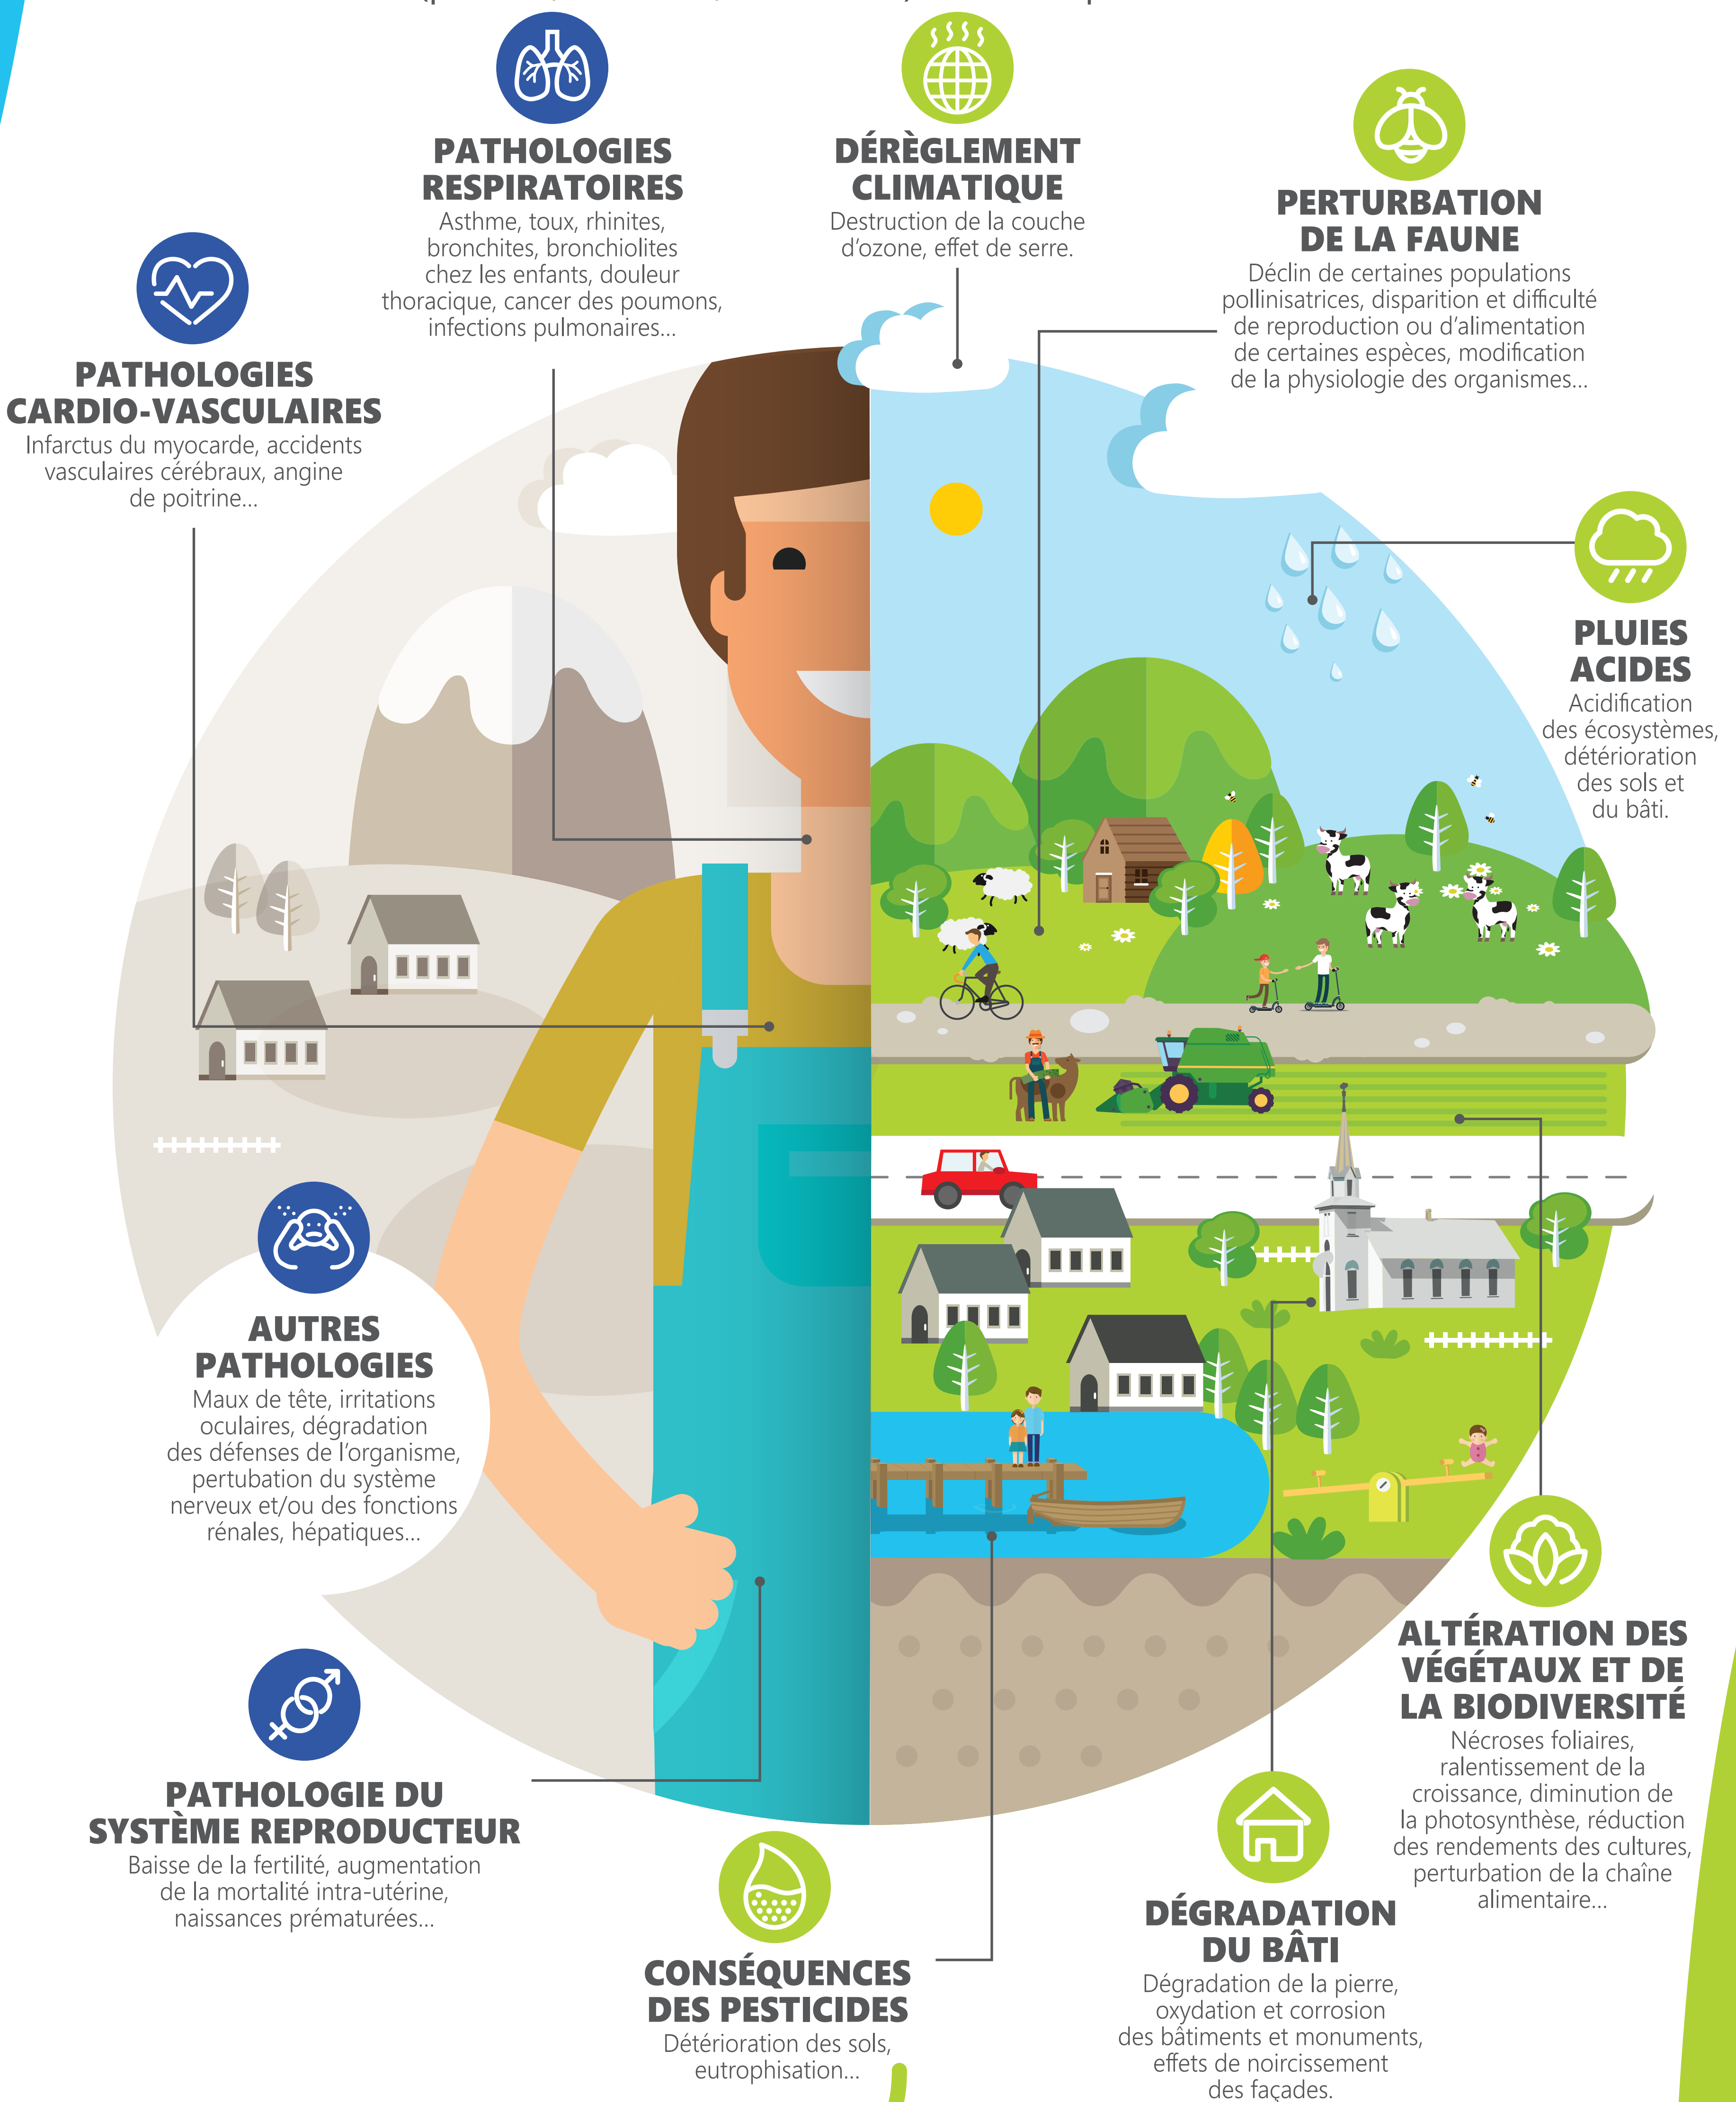 PATHOLOGIES
RESPIRATOIRES
Asthme, toux, rhinites,
bronchites, bronchiolites
chez les enfants, douleur
thoracique, cancer des poumons,
infections pulmonaires...
DÉRÈGLEMENT
CLIMATIQUE
Destruction de la couche
d’ozone, effet de serre.
PERTURBATION
DE LA FAUNE
Déclin de certaines populations
pollinisatrices, disparition et difficulté
de reproduction ou d’alimentation
de certaines espèces, modification
de la physiologie des organismes...
PATHOLOGIES
CARDIO-VASCULAIRES
Infarctus du myocarde, accidents
vasculaires cérébraux, angine
de poitrine...
PLUIES
ACIDES
Acidification
des écosystèmes,
détérioration
des sols et
du bâti.
AUTRES
PATHOLOGIES
Maux de tête, irritations
oculaires, dégradation
des défenses de l’organisme,
pertubation du système
nerveux et/ou des fonctions
rénales, hépatiques...
ALTÉRATION DES
VÉGÉTAUX ET DE
LA BIODIVERSITÉ
Nécroses foliaires,
ralentissement de la
croissance, diminution de
la photosynthèse, réduction
des rendements des cultures,
perturbation de la chaîne
alimentaire...
PATHOLOGIE DU
SYSTÈME REPRODUCTEUR
Baisse de la fertilité, augmentation
de la mortalité intra-utérine,
naissances prématurées...
CONSÉQUENCES
DES PESTICIDES
Détérioration des sols,
eutrophisation...
DÉGRADATION
DU BÂTI
Dégradation de la pierre,
oxydation et corrosion
des bâtiments et monuments,
effets de noircissement
des façades.